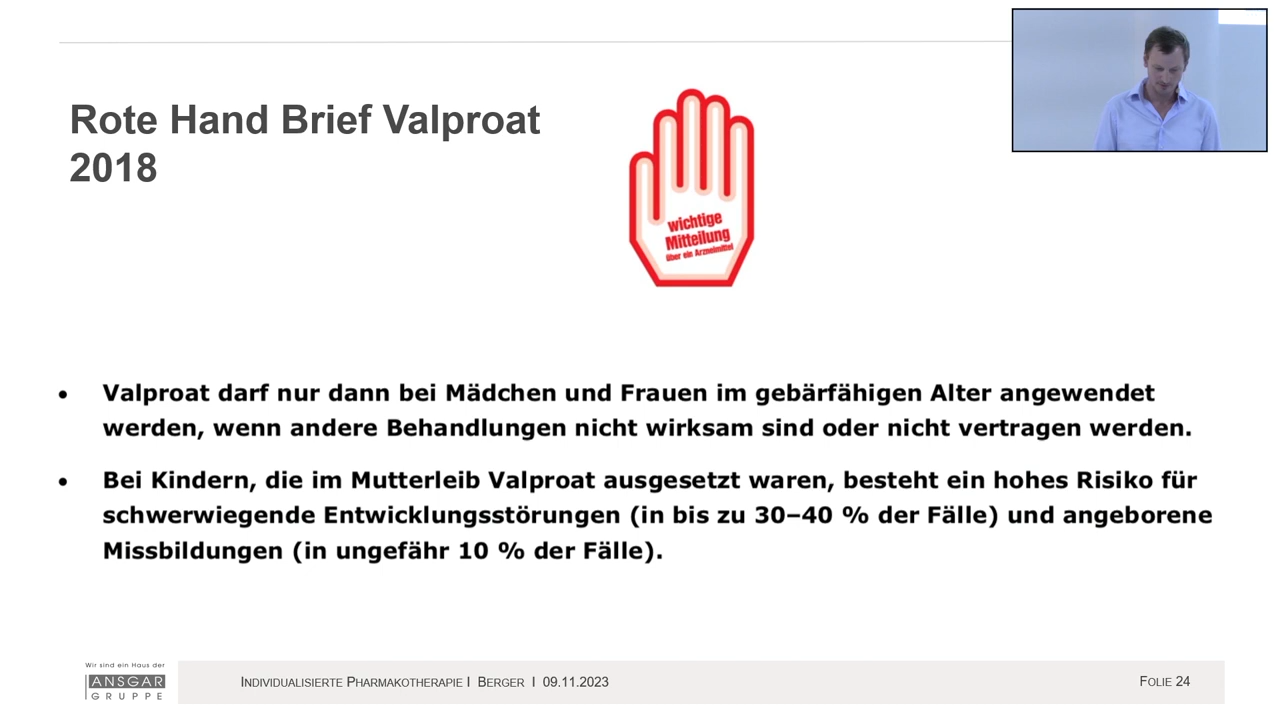 Rote Hand Brief Valproat
2018
wichtige
Mitteilung
über ein Arzneimittel
• Valproat darf nur dann bei Mädchen und Frauen im gebärfähigen Alter angewendet
werden, wenn andere Behandlungen nicht wirksam sind oder nicht vertragen werden.
• Bei Kindern, die im Mutterleib Valproat ausgesetzt waren, besteht ein hohes Risiko für
schwerwiegende Entwicklungsstörungen (in bis zu 30–40 % der Fälle) und angeborene
Missbildungen (in ungefähr 10 % der Fälle).
Wir sind ein Haus der
ANSGAR
GRUPPE
Individualisierte Pharmakotherapie I Berger I 09.11.2023
Folie 24